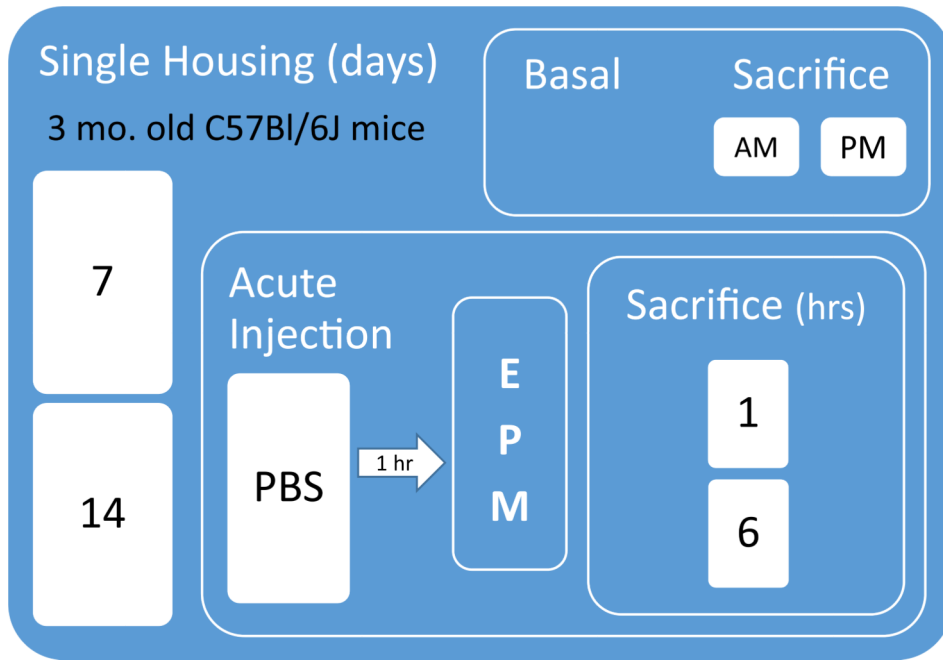 Single Housing (days)
3 mo. old C57Bl/6J mice
7
14
Basal
Sacrifice
AM
PM
Acute
Injection
PBS
1 hr
E
P
M
Sacrifice (hrs)
1
6